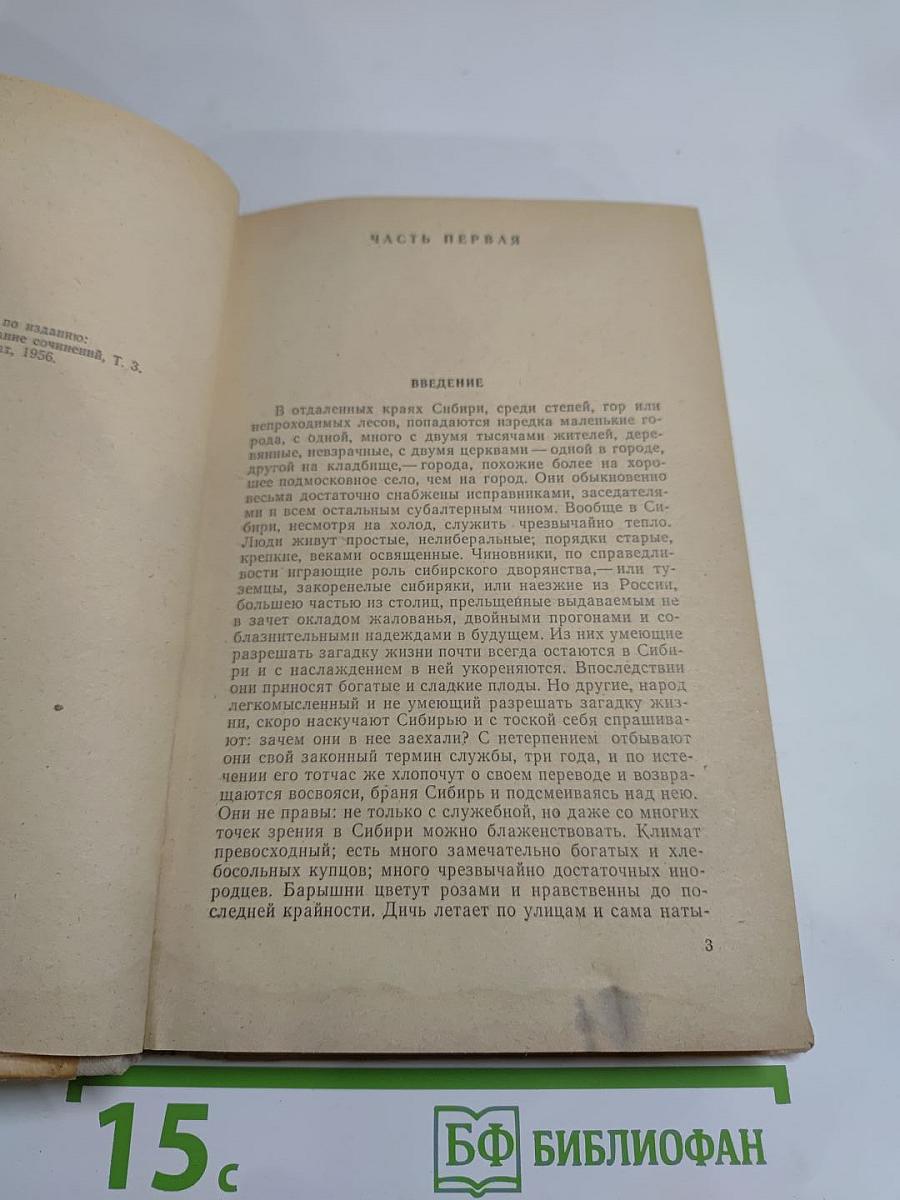 по изданию:
ание сочинений, Т. 3.
ат, 1956.
ЧАСТЬ ПЕРВАЯ
ВВЕДЕНИЕ
В отдаленных краях Сибири, среди степей, гор или
непроходимых лесов, попадаются изредка маленькие го-
рода, с одной, много с двумя тысячами жителей, дере-
вянные, невзрачные, с двумя церквами — одной в городе,
другой на кладбище,— города, похожие более на хоро-
шее подмосковное село, чем на город. Они обыкновенно
весьма достаточно снабжены исправниками, заседателя-
ми и всем остальным субалтерным чином. Вообще в Си-
бири, несмотря на холод, служить чрезвычайно тепло.
Люди живут простые, нелиберальные; порядки старые,
крепкие, веками освященные. Чиновники, по справедли-
вости играющие роль сибирского дворянства,— или ту-
земцы, закоренелые сибиряки, или наезжие из России,
большею частью из столиц, прельщенные выдаваемым не
в зачет окладом жалованья, двойными прогонами и со-
блазнительными надеждами в будущем. Из них умеющие
разрешать загадку жизни почти всегда остаются в Сиби-
ри и с наслаждением в ней укореняются. Впоследствии
они приносят богатые и сладкие плоды. Но другие, народ
легкомысленный и не умеющий разрешать загадку жиз-
ни, скоро наскучают Сибирью и с тоской себя спрашива-
ют: зачем они в нее заехали? С нетерпением отбывают
они свой законный термин службы, три года, и по исте-
чении его тотчас же хлопочут о своем переводе и возвра-
щаются восвояси, браня Сибирь и подсмеиваясь над нею.
Они не правы: не только с служебной, но даже со многих
точек зрения в Сибири можно блаженствовать. Климат
превосходный; есть много замечательно богатых и хле-
босольных купцов; много чрезвычайно достаточных ино-
родцев. Барышни цветут розами и нравственны до по-
следней крайности. Дичь летает по улицам и сама наты-
3
15 с
БФ БИБЛИОФАН